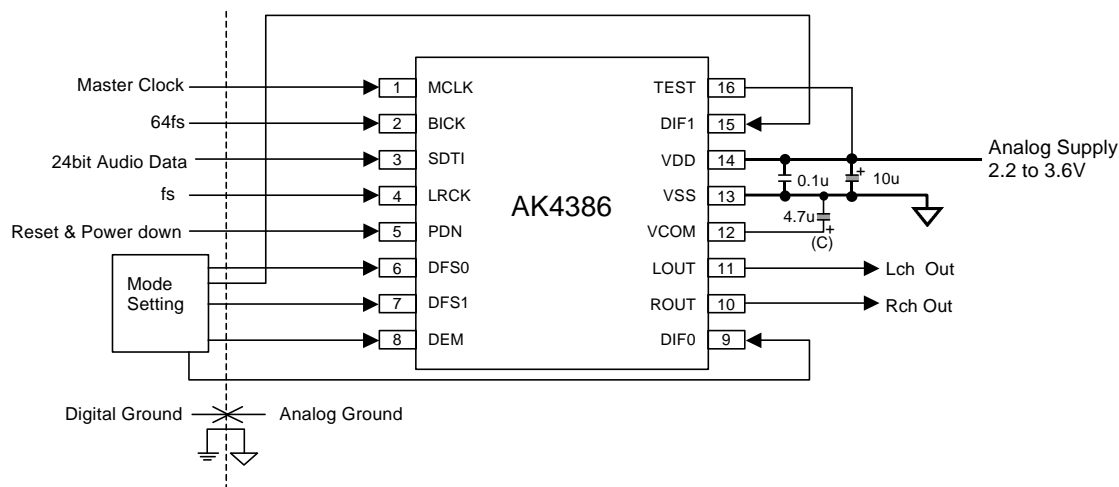 Master Clock
64fs
24bit Audio Data
fs
Reset & Power down
Mode
Setting
1 MCLK
2 BICK
3 SDTI
4 LRCK
5 PDN
6 DFS0
7 DFS1
8 DEM
AK4386
TEST 16
DIF1 15
VDD 14
VSS 13
VCOM 12
LOUT 11
ROUT 10
DIF0 9
0.1u
+ 10u
4.7u
+
(C)
Analog Supply
2.2 to 3.6V
Lch Out
Rch Out
Digital Ground
Analog Ground